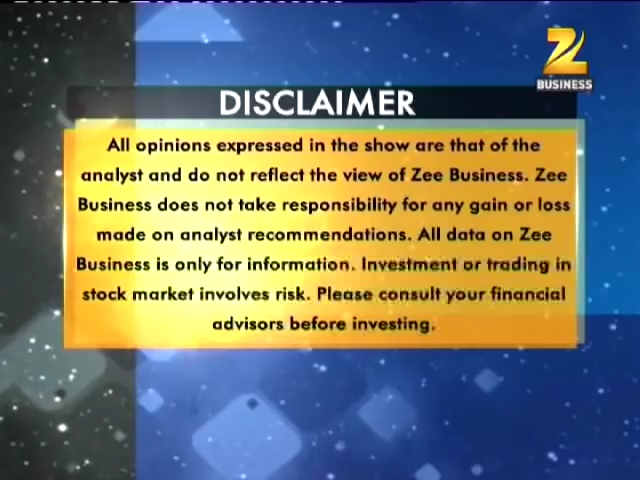 Z
BUSINESS
DISCLAIMER
All opinions expressed in the show are that of the
analyst and do not reflect the view of Zee Business. Zee
Business does not take responsibility for any gain or loss
made on analyst recommendations. All data on Zee
Business is only for information. Investment or trading in
stock market involves risk. Please consult your financial
advisors before investing.